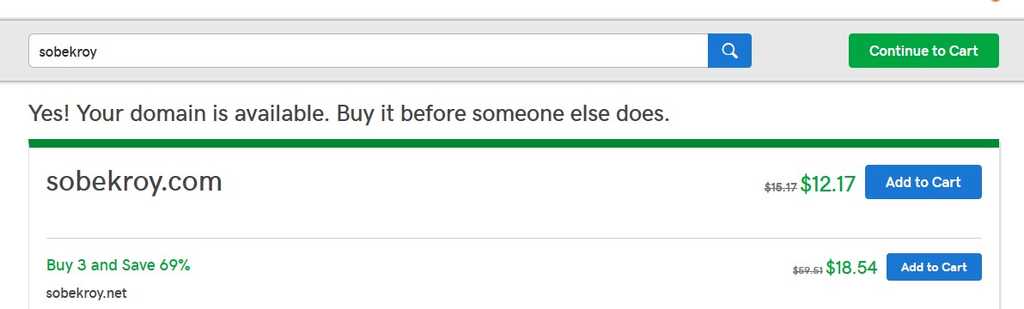 sobekroy
Continue to Cart
Yes! Your domain is available. Buy it before someone else does.
sobekroy.com
$15.17 $12.17 Add to Cart
Buy 3 and Save 69%
$59.51 $18.54 Add to Cart
sobekroy.net